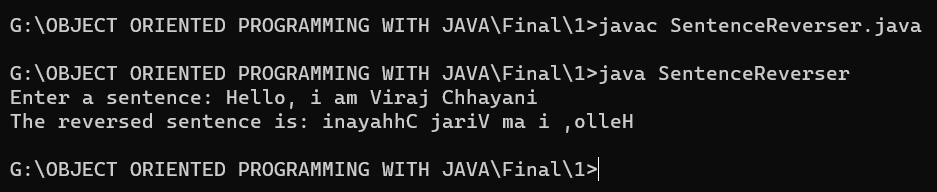 G:\OBJECT ORIENTED PROGRAMMING WITH JAVA\Final\1>javac SentenceReverser.java
G:\OBJECT ORIENTED PROGRAMMING WITH JAVA\Final\1>java SentenceReverser
Enter a sentence: Hello, i am Viraj Chhayani
The reversed sentence is: inayahhC jariV ma i ,olleH
G:\OBJECT ORIENTED PROGRAMMING WITH JAVA\Final\1>